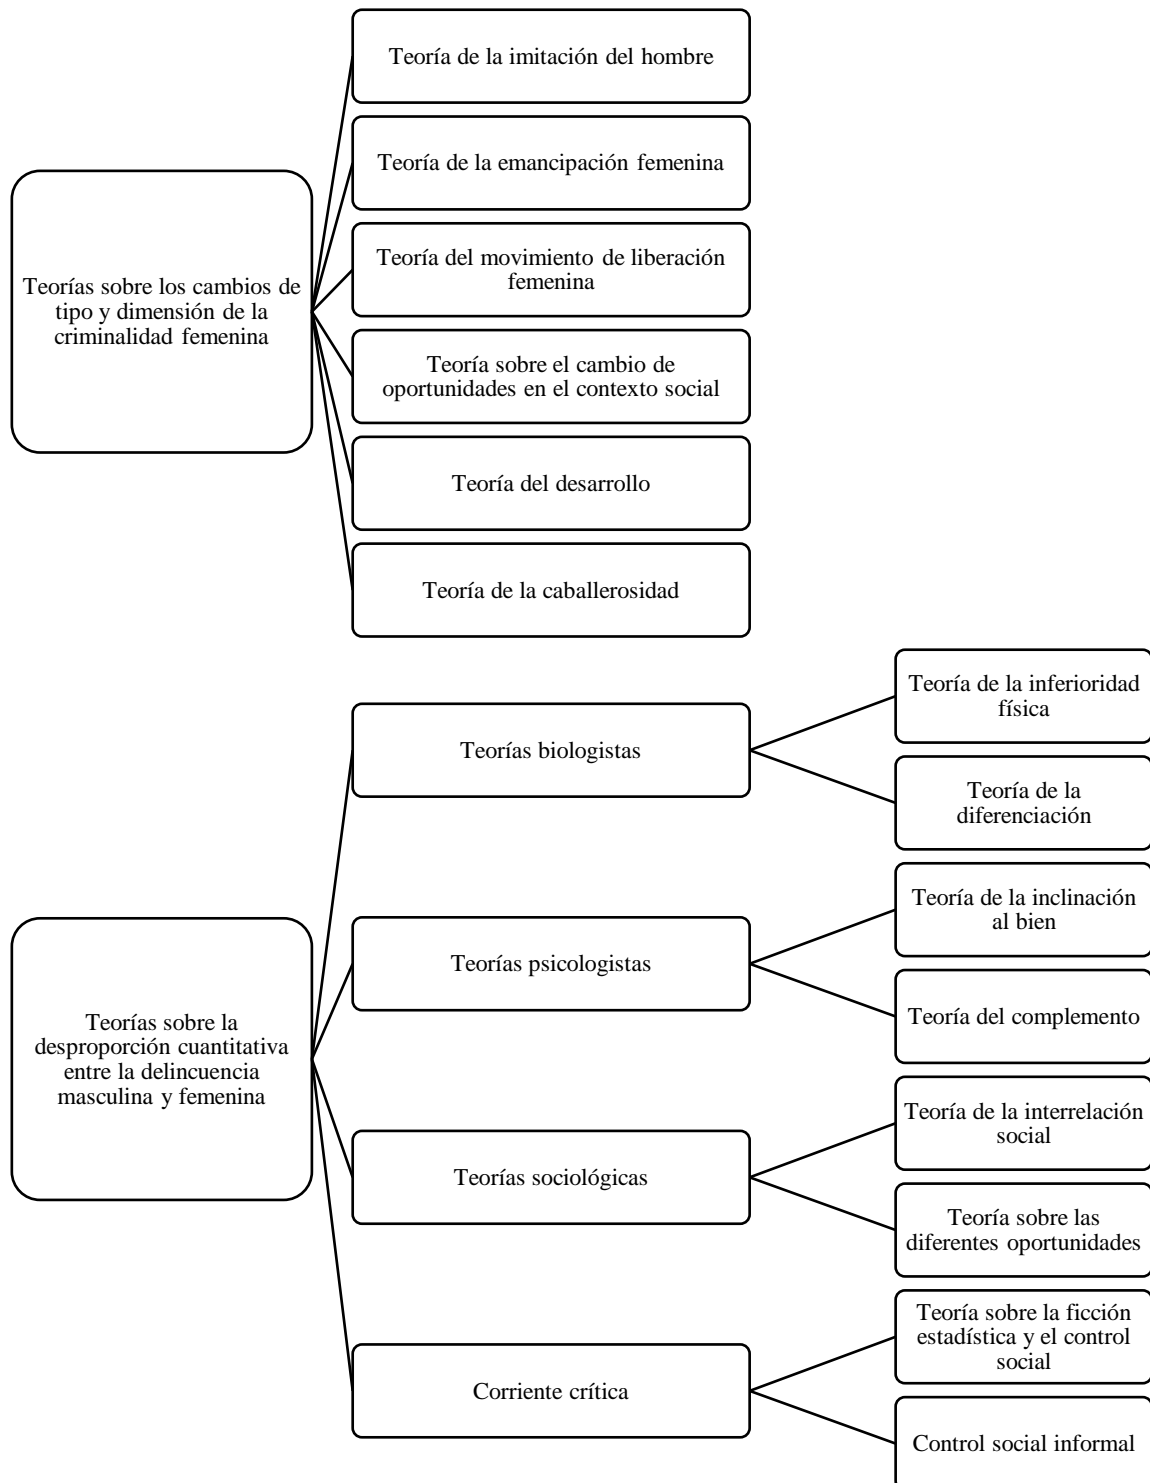 Teoría de la imitación del hombre
Teoría de la emancipación femenina
Teoría del movimiento de liberación
femenina
Teorías sobre los cambios de
tipo y dimensión de la
criminalidad femenina
Teoría sobre el cambio de
oportunidades en el contexto social
Teoría del desarrollo
Teoría de la caballerosidad
Teorías sobre la
desproporción cuantitativa
entre la delincuencia
masculina y femenina
Teorías biologistas
Teoría de la inferioridad
física
Teoría de la
diferenciación
Teorías psicologistas
Teoría de la inclinación
al bien
Teoría del complemento
Teorías sociológicas
Teoría de la interrelación
social
Teoría sobre las
diferentes oportunidades
Corriente crítica
Teoría sobre la ficción
estadística y el control
social
Control social informal